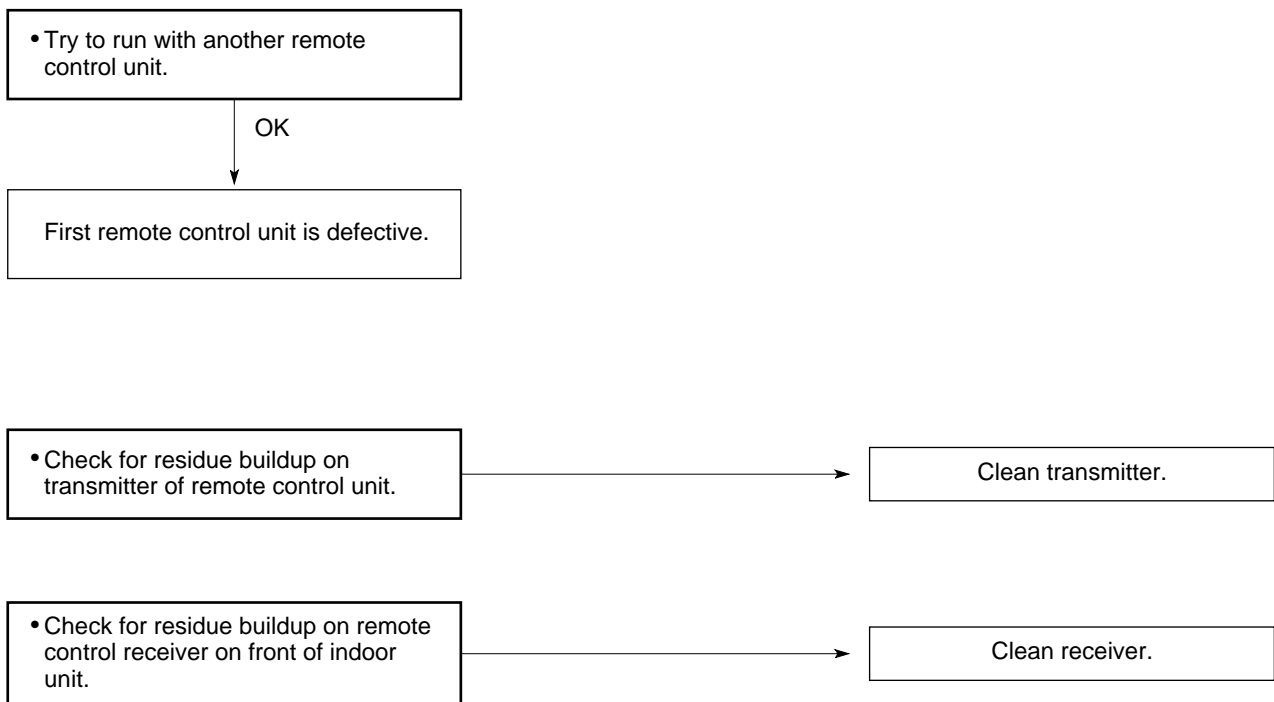 • Try to run with another remote
control unit.
OK
First remote control unit is defective.
• Check for residue buildup on
transmitter of remote control unit.
Clean transmitter.
• Check for residue buildup on remote
control receiver on front of indoor
unit.
Clean receiver.